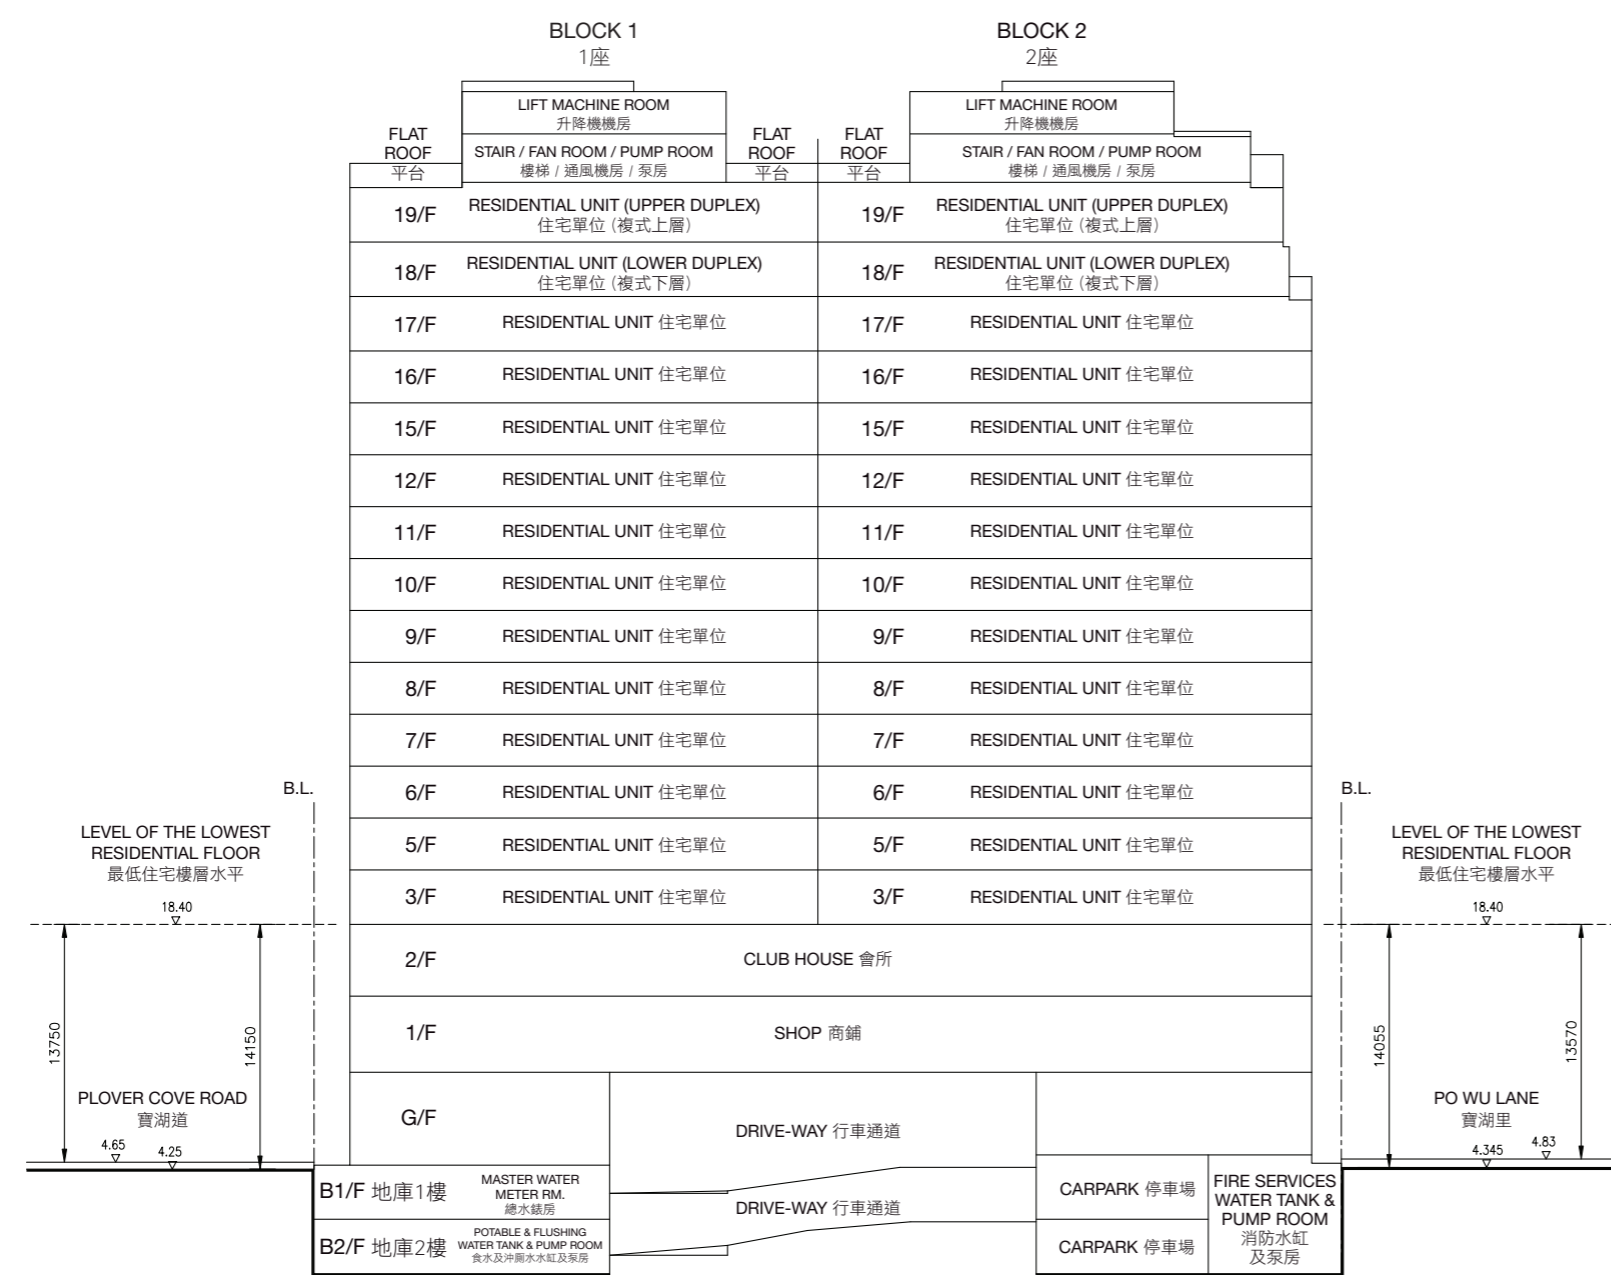 BLOCK 1
1座
BLOCK 2
2座
LIFT MACHINE ROOM
升降機機房
LIFT MACHINE ROOM
升降機機房
FLAT
ROOF
平台
STAIR / FAN ROOM / PUMP ROOM
樓梯 / 通風機房 / 泵房
FLAT
ROOF
平台
FLAT
ROOF
平台
STAIR / FAN ROOM / PUMP ROOM
樓梯 / 通風機房 / 泵房
19/F RESIDENTIAL UNIT (UPPER DUPLEX)
住宅單位 (複式上層)
19/F RESIDENTIAL UNIT (UPPER DUPLEX)
住宅單位 (複式上層)
18/F RESIDENTIAL UNIT (LOWER DUPLEX)
住宅單位 (複式下層)
18/F RESIDENTIAL UNIT (LOWER DUPLEX)
住宅單位 (複式下層)
17/F RESIDENTIAL UNIT 住宅單位
17/F RESIDENTIAL UNIT 住宅單位
16/F RESIDENTIAL UNIT 住宅單位
16/F RESIDENTIAL UNIT 住宅單位
15/F RESIDENTIAL UNIT 住宅單位
15/F RESIDENTIAL UNIT 住宅單位
12/F RESIDENTIAL UNIT 住宅單位
12/F RESIDENTIAL UNIT 住宅單位
11/F RESIDENTIAL UNIT 住宅單位
11/F RESIDENTIAL UNIT 住宅單位
10/F RESIDENTIAL UNIT 住宅單位
10/F RESIDENTIAL UNIT 住宅單位
9/F RESIDENTIAL UNIT 住宅單位
9/F RESIDENTIAL UNIT 住宅單位
8/F RESIDENTIAL UNIT 住宅單位
8/F RESIDENTIAL UNIT 住宅單位
7/F RESIDENTIAL UNIT 住宅單位
7/F RESIDENTIAL UNIT 住宅單位
6/F RESIDENTIAL UNIT 住宅單位
6/F RESIDENTIAL UNIT 住宅單位
5/F RESIDENTIAL UNIT 住宅單位
5/F RESIDENTIAL UNIT 住宅單位
3/F RESIDENTIAL UNIT 住宅單位
3/F RESIDENTIAL UNIT 住宅單位
2/F CLUB HOUSE 會所
1/F SHOP 商鋪
G/F
DRIVE-WAY 行車通道
B1/F 地庫1樓
MASTER WATER
METER RM.
總水錶房
DRIVE-WAY 行車通道
CARPARK 停車場
B2/F 地庫2樓
POTABLE & FLUSHING
WATER TANK & PUMP ROOM
食水及沖廁水水缸及泵房
CARPARK 停車場
FIRE SERVICES
WATER TANK &
PUMP ROOM
消防水缸
及泵房
B.L.
LEVEL OF THE LOWEST
RESIDENTIAL FLOOR
最低住宅樓層水平
18.40
13750
14150
PLOVER COVE ROAD
寶湖道
4.65
4.25
B.L.
LEVEL OF THE LOWEST
RESIDENTIAL FLOOR
最低住宅樓層水平
18.40
14055
13570
PO WU LANE
寶湖里
4.345
4.83